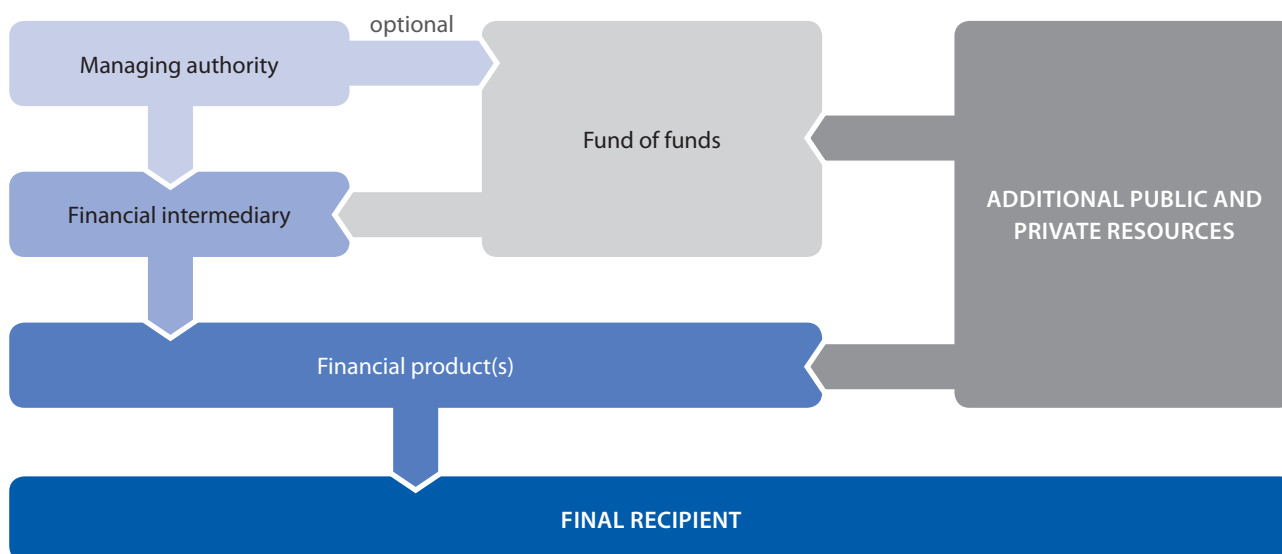 optional
Managing authority
Fund of funds
Financial intermediary
ADDITIONAL PUBLIC AND
PRIVATE RESOURCES
Financial product(s)
FINAL RECIPIENT